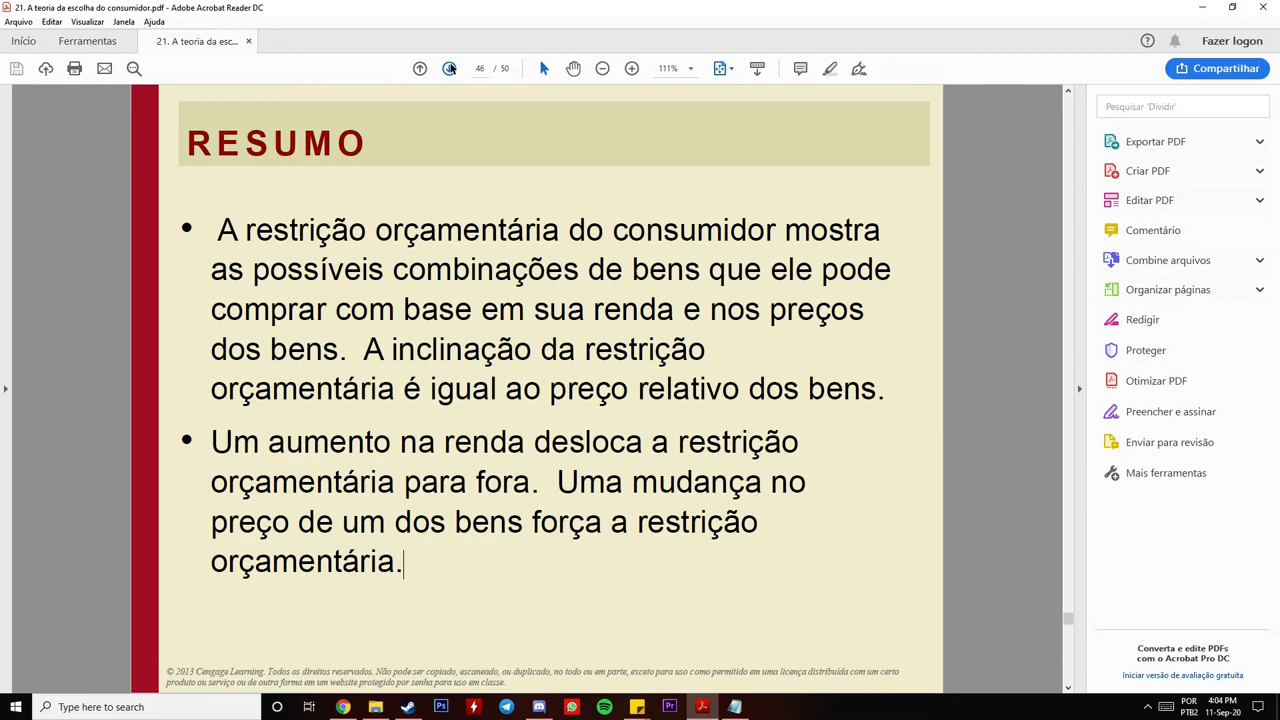 21. A teoria da escolha do consumidor.pdf - Adobe Acrobat Reader DC
Arquivo Editar Visualizar Janela Ajuda
Início Ferramentas 21. A teoria da esc... × Fazer logon
46 / 50 111% Compartilhar
RESUMO
• A restrição orçamentária do consumidor mostra
as possíveis combinações de bens que ele pode
comprar com base em sua renda e nos preços
dos bens. A inclinação da restrição
orçamentária é igual ao preço relativo dos bens.
• Um aumento na renda desloca a restrição
orçamentária para fora. Uma mudança no
preço de um dos bens força a restrição
orçamentária.
© 2013 Cengage Learning. Todos os direitos reservados. Não pode ser copiado, escaneado, ou duplicado, no todo ou em parte, exceto para uso como permitido em uma licença distribuída com um certo
produto ou serviço ou de outra forma em um website protegido por senha para uso em classe.
Pesquisar 'Dividir'
Exportar PDF
Criar PDF
Editar PDF
Comentário
Combine arquivos
Organizar páginas
Redigir
Proteger
Otimizar PDF
Preencher e assinar
Enviar para revisão
Mais ferramentas
Converta e edite PDFs
com o Acrobat Pro DC
Iniciar versão de avaliação gratuita
Type here to search
Ps
Pr
POR
PTB2
4:04 PM
11-Sep-20